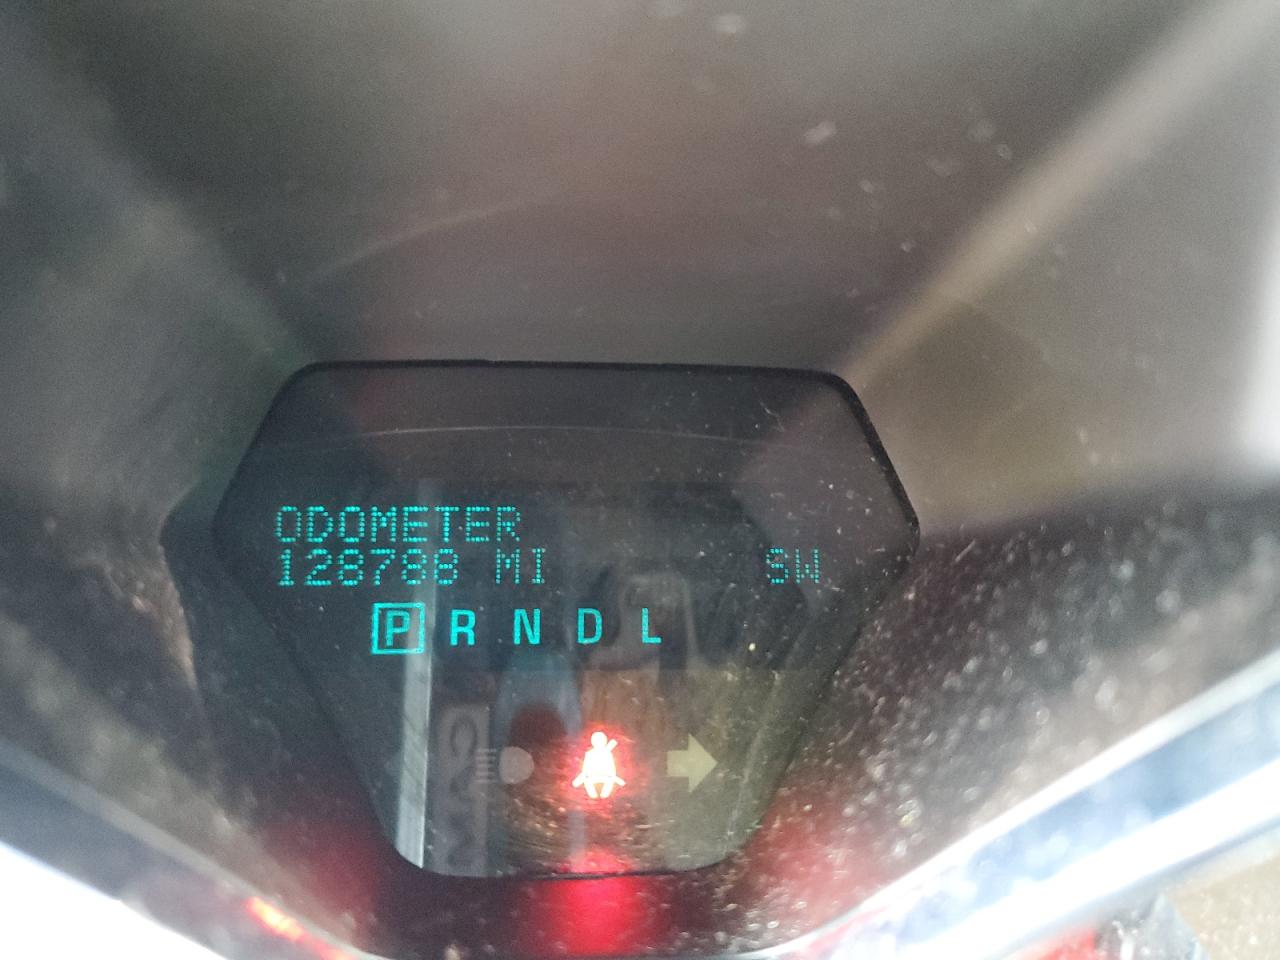 ODOMETER
128788 MI SW
P R N D L